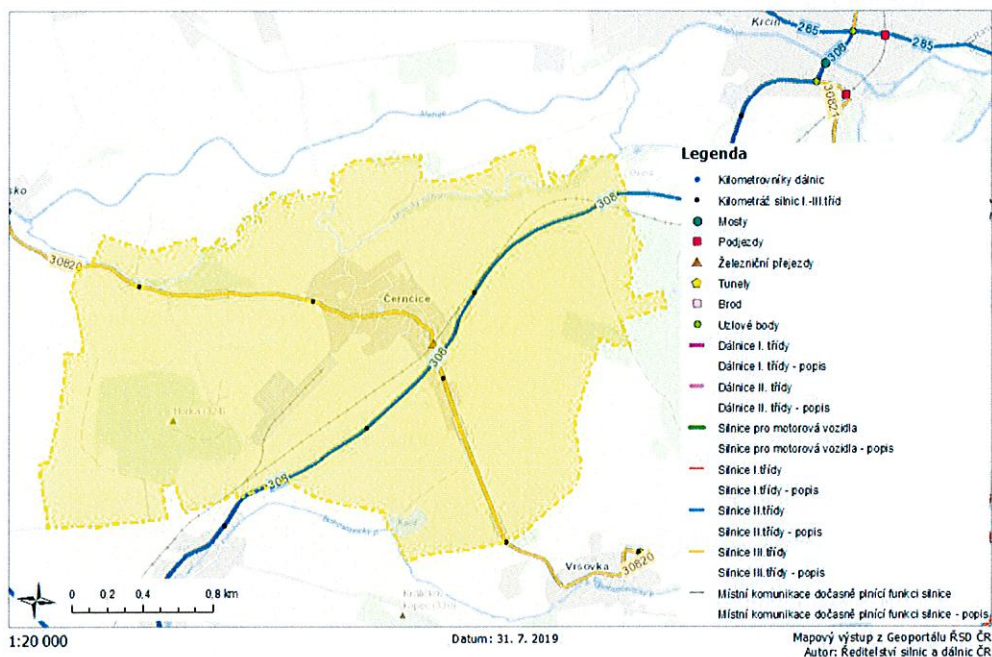 Krčín
285
285
308
30821
sko
30820
308
Černčice
308
308
Vrsovka
30820
Legenda
Kilometrovníky dálnic
Kilometráž silnic I.-III.tříd
Mosty
Podjezdy
Železniční přejezdy
Tunely
Brod
Uzlové body
Dálnice I. třídy
Dálnice I. třídy - popis
Dálnice II. třídy
Dálnice II. třídy - popis
Silnice pro motorová vozidla
Silnice pro motorová vozidla - popis
Silnice I.třídy
Silnice I.třídy - popis
Silnice II.třídy
Silnice II.třídy - popis
Silnice III.třídy
Silnice III.třídy - popis
Místní komunikace dočasně plnící funkci silnice
Místní komunikace dočasně plnící funkci silnice - popis
0 0.2 0.4 0.8 km
1:20 000
Datum: 31. 7. 2019
Mapový výstup z Geoportálu ŘSD ČR
Autor: Ředitelství silnic a dálnic ČR